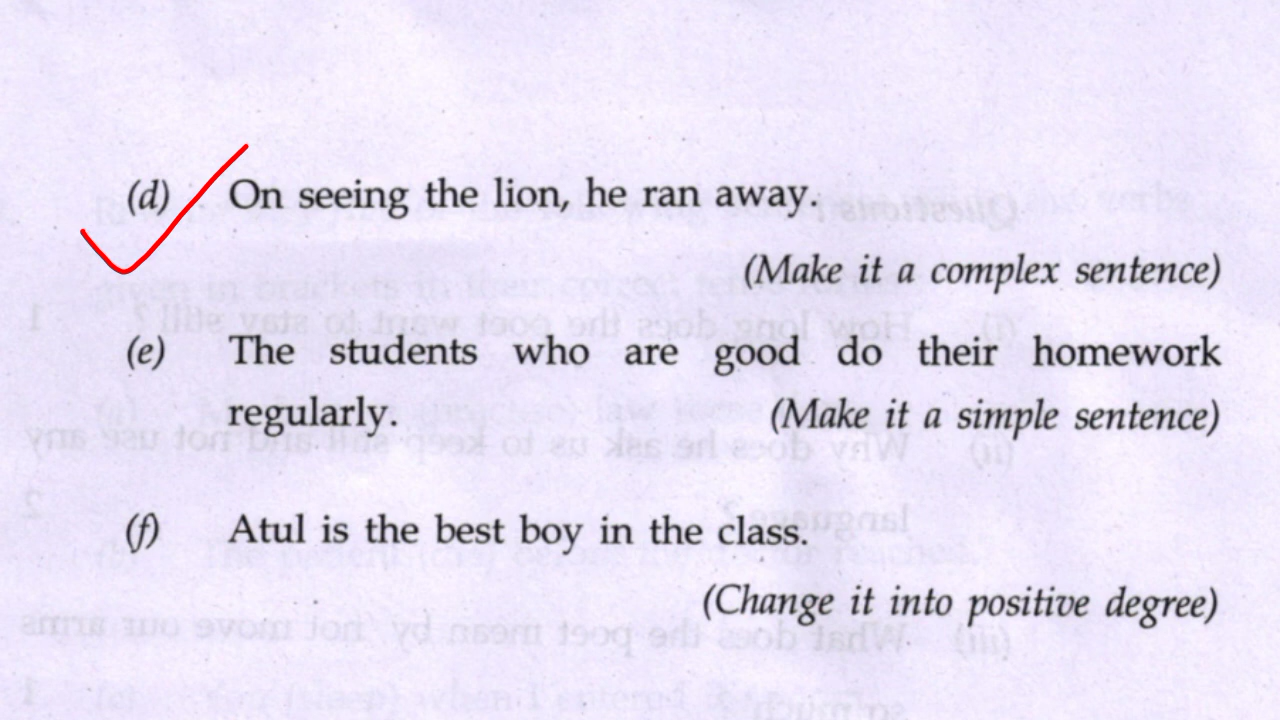 (d) On seeing the lion, he ran away.
(Make it a complex sentence)
(e) The students who are good do their homework
regularly. (Make it a simple sentence)
(f) Atul is the best boy in the class.
(Change it into positive degree)